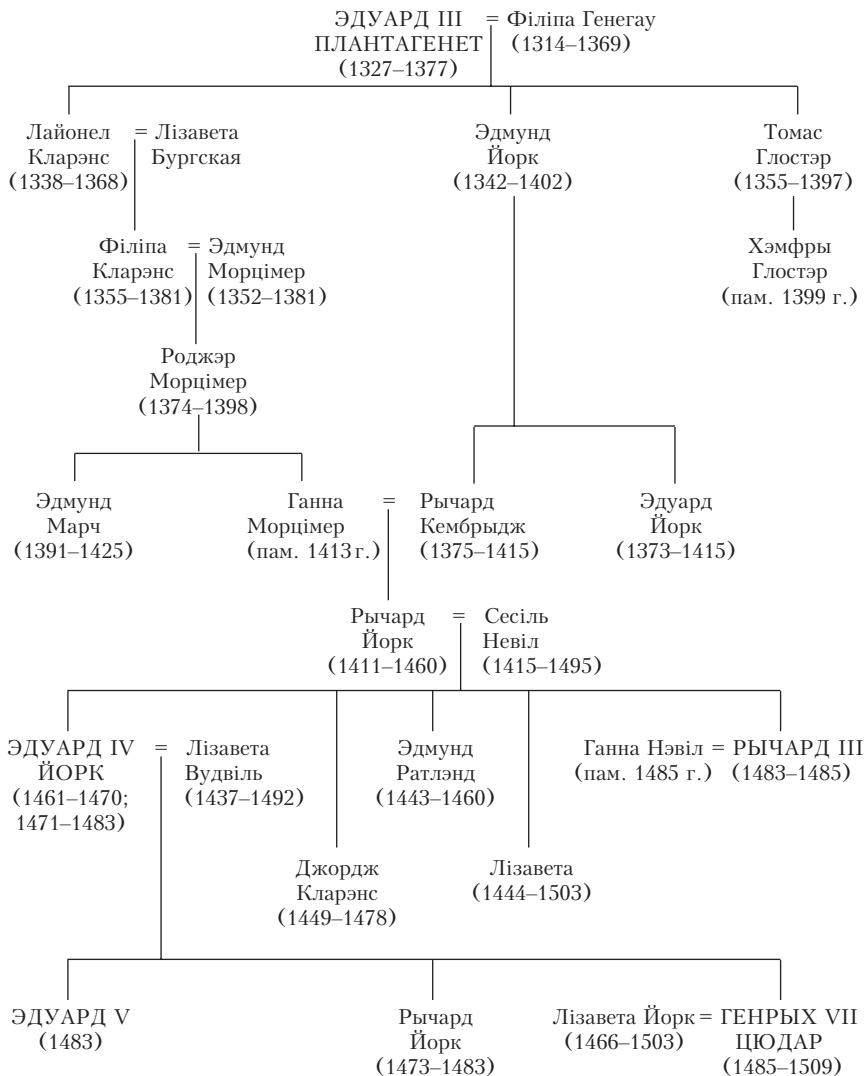 ЭДУАРД III = Філіпа Генегау
ПЛАНТАГЕНЕТ (1314–1369)
(1327–1377)
Лайонел = Лізавета Эдмунд Томас
Кларэнс Бургская Йорк Глостэр
(1338–1368) (1342–1402) (1355–1397)
Філіпа = Эдмунд Хэмфры
Кларэнс Морцімер Глостэр
(1355–1381) (1352–1381) (пам. 1399 г.)
Роджэр
Морцімер
(1374–1398)
Эдмунд Ганна = Рычард Эдуард
Марч Морцімер Кембрыдж Йорк
(1391–1425) (пам. 1413 г.) (1375–1415) (1373–1415)
Рычард = Сесіль
Йорк Невіл
(1411–1460) (1415–1495)
ЭДУАРД IV = Лізавета Эдмунд Ганна Нэвіл = РЫЧАРД III
ЙОРК Вудвіль Ратлэнд (пам. 1485 г.) (1483–1485)
(1461–1470; (1437–1492) (1443–1460)
1471–1483)
Джордж Лізавета
Кларэнс (1444–1503)
(1449–1478)
ЭДУАРД V Рычард Лізавета Йорк = ГЕНРЫХ VII
(1483) Йорк (1466–1503) ЦЮДАР
(1473–1483) (1485–1509)